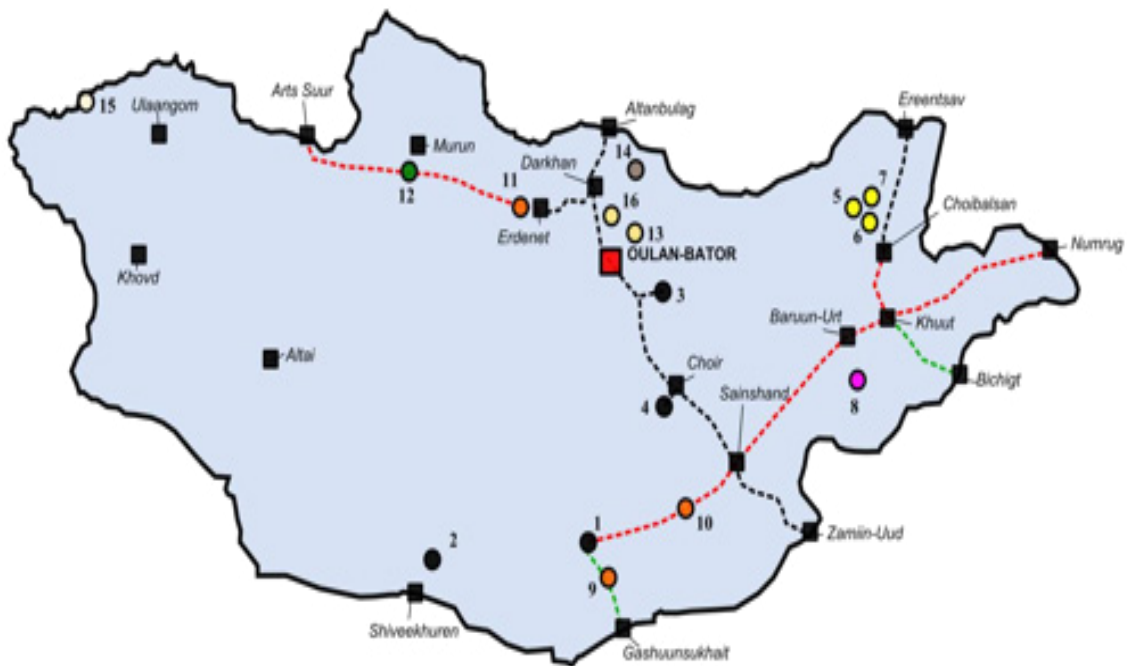 Arts Suur
Altanbulag
Ereentsav
15
Ulaangom
Murun
14
Darkhan
12
11
16
7
5
6
Choibalsan
Erdenet
13
OULAN-BATOR
Numrug
Khovd
3
Baruun-Urt
Khuut
Altai
Choir
Sainshand
Bichigt
4
8
10
1
2
Zamiin-Uud
9
Shiveekhuren
Gashuunsukhait